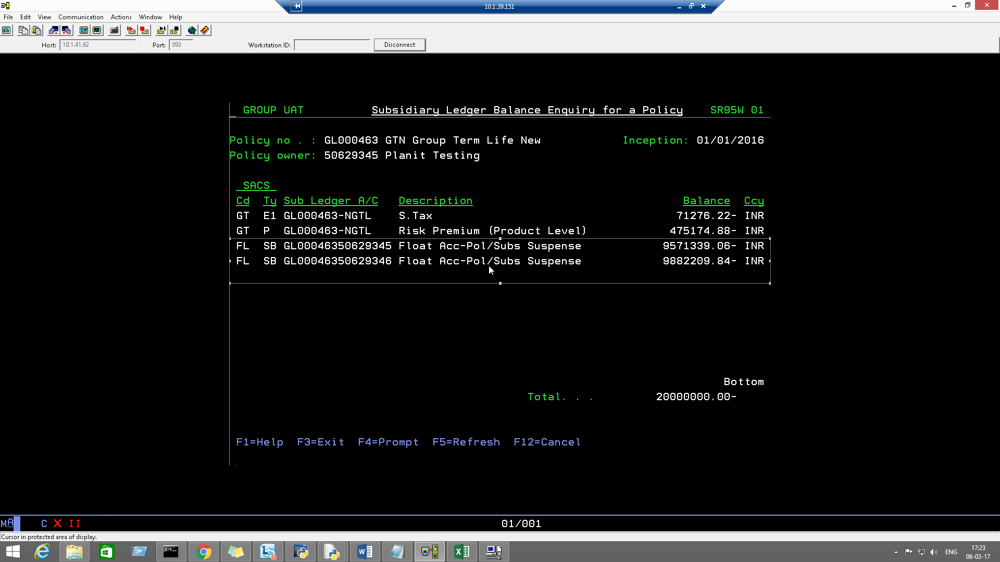 10.1.39.151
File Edit View Communication Actions Window Help
Host: 10.1.41.62 Port: 992 Workstation ID: Disconnect
GROUP UAT Subsidiary Ledger Balance Enquiry for a Policy SR95W 01
Policy no . : GL000463 GTN Group Term Life New Inception: 01/01/2016
Policy owner: 50629345 Planit Testing
SACS
Cd Ty Sub Ledger A/C Description Balance Ccy
GT E1 GL000463-NGTL S.Tax 71276.22- INR
GT P GL000463-NGTL Risk Premium (Product Level) 475174.88- INR
FL SB GL00046350629345 Float Acc-Pol/Subs Suspense 9571339.06- INR
FL SB GL00046350629346 Float Acc-Pol/Subs Suspense 9882209.84- INR
Bottom
Total. . . 20000000.00-
F1=Help F3=Exit F4=Prompt F5=Refresh F12=Cancel
MA C X II 01/001
Cursor in protected area of display.
ENG 17:23
06-03-17